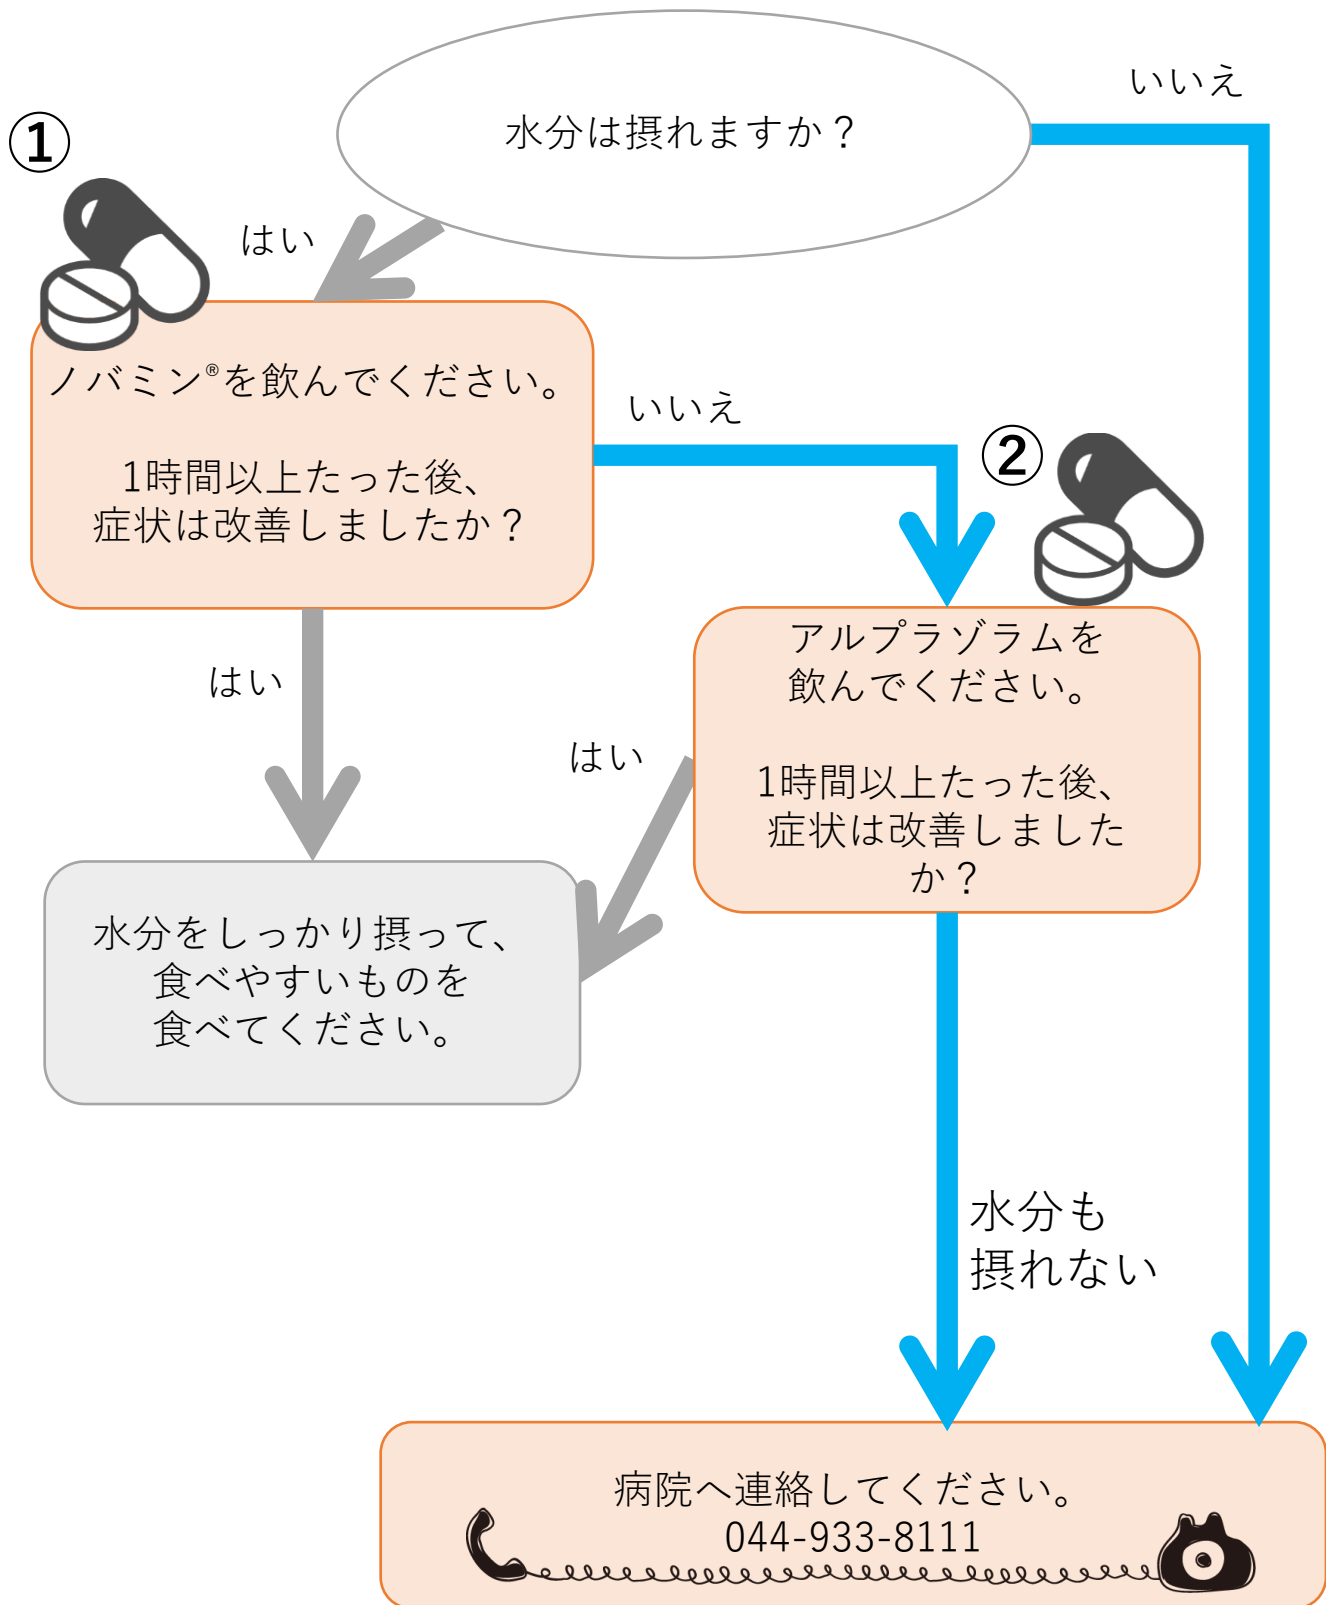 水分は摂れますか？
いいえ
①
はい
ノバミン®を飲んでください。
1時間以上たった後、
症状は改善しましたか？
いいえ
②
はい
アルプラゾラムを
飲んでください。
1時間以上たった後、
症状は改善しました
か？
はい
水分をしっかり摂って、
食べやすいものを
食べてください。
水分も
摂れない
病院へ連絡してください。
044-933-8111